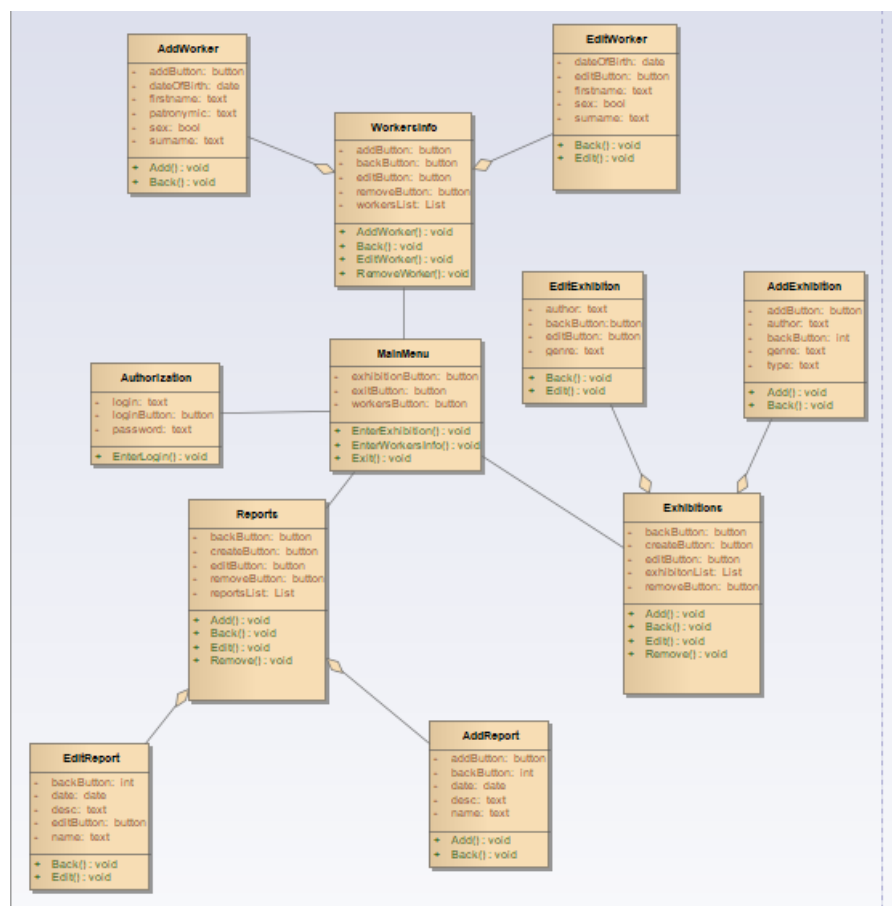 AddWorker
- addButton: button
- dateOfBirth: date
- firstname: text
- patronymic: text
- sex: bool
- surname: text
+ Add() : void
+ Back() : void
EditWorker
- dateOfBirth: date
- editButton: button
- firstname: text
- sex: bool
- surname: text
+ Back() : void
+ Edit() : void
WorkersInfo
- addButton: button
- backButton: button
- editButton: button
- removeButton: button
- workersList: List
+ AddWorker() : void
+ Back() : void
+ EditWorker() : void
+ RemoveWorker() : void
EditExhibiton
- author: text
- backButton:button
- editButton: button
- genre: text
+ Back() : void
+ Edit() : void
AddExhibition
- addButton: button
- author: text
- backButton: int
- genre: text
- type: text
+ Add() : void
+ Back() : void
MainMenu
- exhibitionButton: button
- exitButton: button
- workersButton: button
+ EnterExhibition() : void
+ EnterWorkersInfo() : void
+ Exit() : void
Authorization
- login: text
- loginButton: button
- password: text
+ EnterLogin() : void
Reports
- backButton: button
- createButton: button
- editButton: button
- removeButton: button
- reportsList: List
+ Add() : void
+ Back() : void
+ Edit() : void
+ Remove() : void
Exhibitions
- backButton: button
- createButton: button
- editButton: button
- exhibitonList: List
- removeButton: button
+ Add() : void
+ Back() : void
+ Edit() : void
+ Remove() : void
EditReport
- backButton: int
- date: date
- desc: text
- editButton: button
- name: text
+ Back() : void
+ Edit() : void
AddReport
- addButton: button
- backButton: int
- date: date
- desc: text
- name: text
+ Add() : void
+ Back() : void